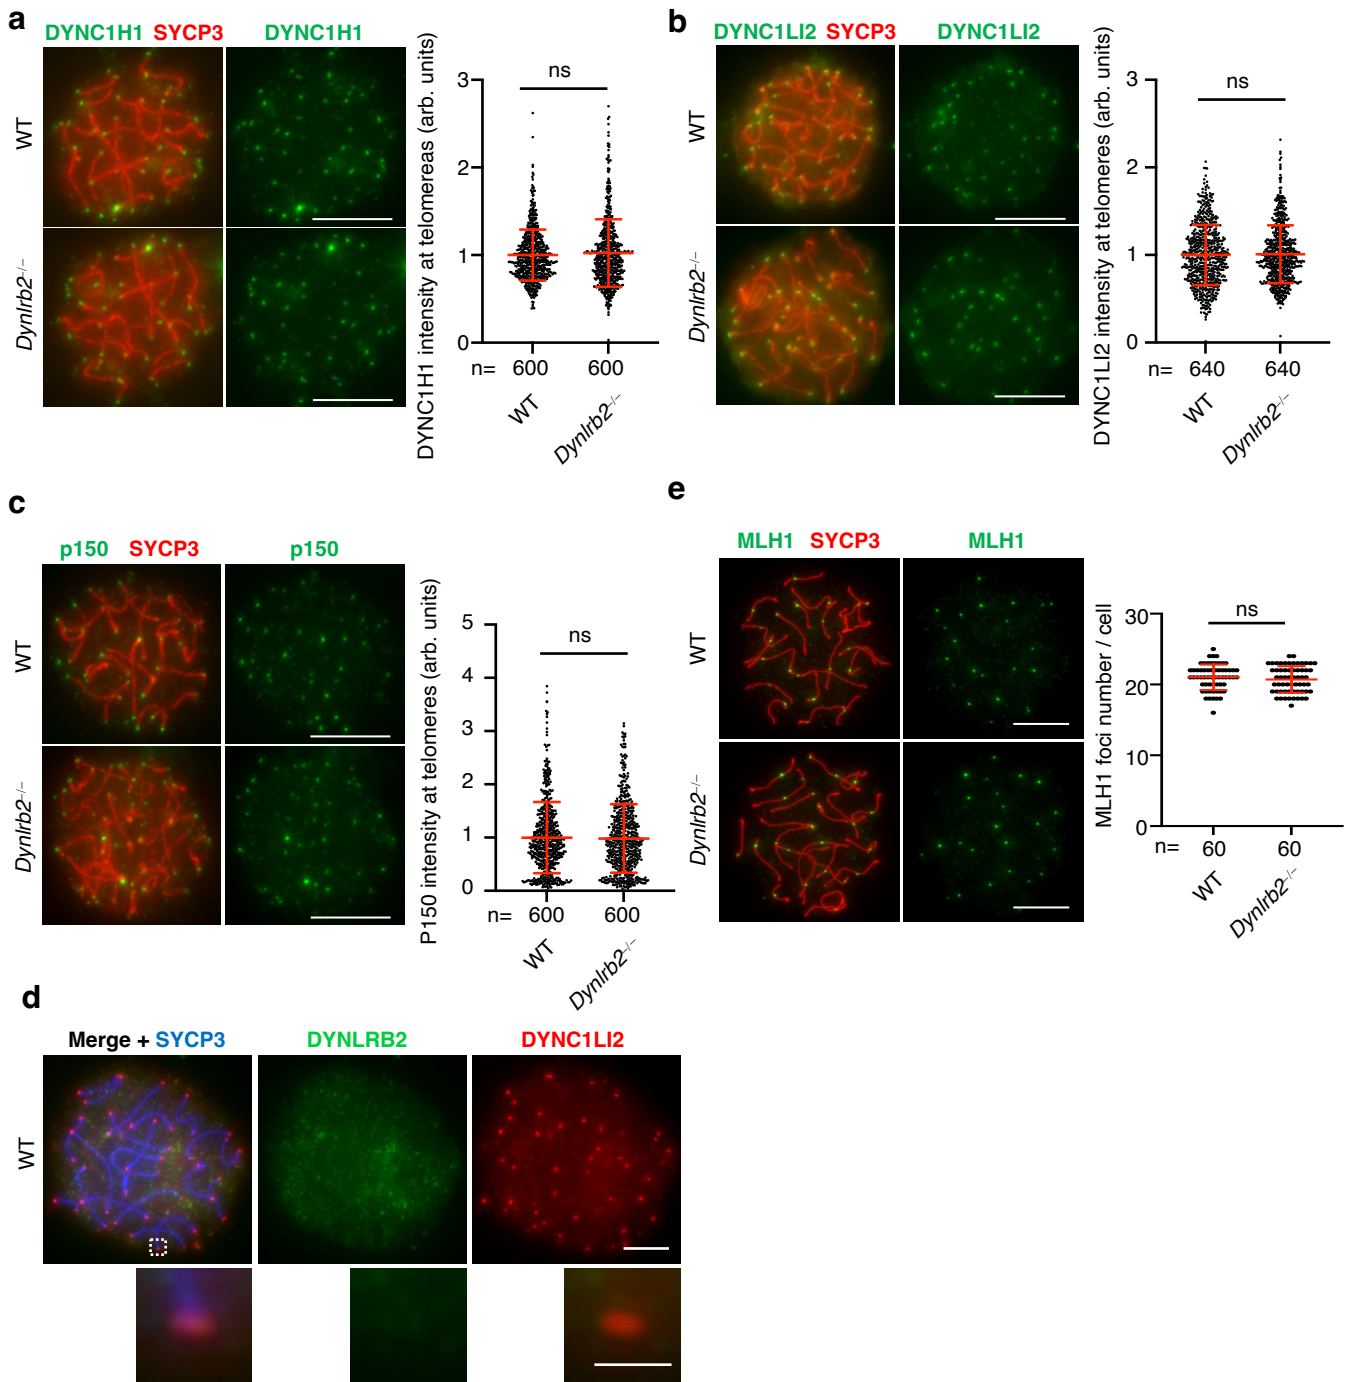 a
DYNC1H1 SYCP3 DYNC1H1
WT
Dynlrb2–/–
DYNC1H1 intensity at telomereas (arb. units)
3
2
1
0
ns
n= 600 600
WT Dynlrb2–/–
b
DYNC1LI2 SYCP3 DYNC1LI2
WT
Dynlrb2–/–
DYNC1LI2 intensity at telomeres (arb. units)
3
2
1
0
ns
n= 640 640
WT Dynlrb2–/–
c
p150 SYCP3 p150
WT
Dynlrb2–/–
P150 intensity at telomeres (arb. units)
5
4
3
2
1
0
ns
n= 600 600
WT Dynlrb2–/–
e
MLH1 SYCP3 MLH1
WT
Dynlrb2–/–
MLH1 foci number / cell
30
20
10
0
ns
n= 60 60
WT Dynlrb2–/–
d
Merge + SYCP3 DYNLRB2 DYNC1LI2
WT